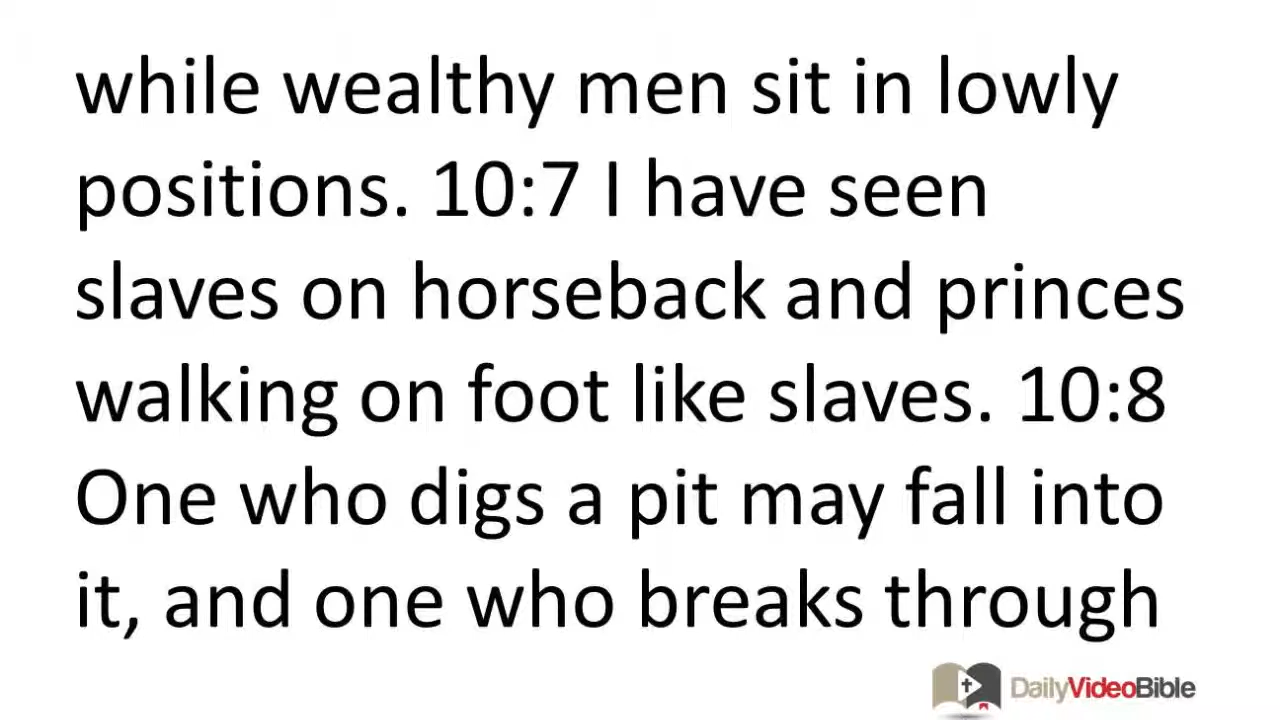 while wealthy men sit in lowly
positions. 10:7 I have seen
slaves on horseback and princes
walking on foot like slaves. 10:8
One who digs a pit may fall into
it, and one who breaks through
DailyVideoBible